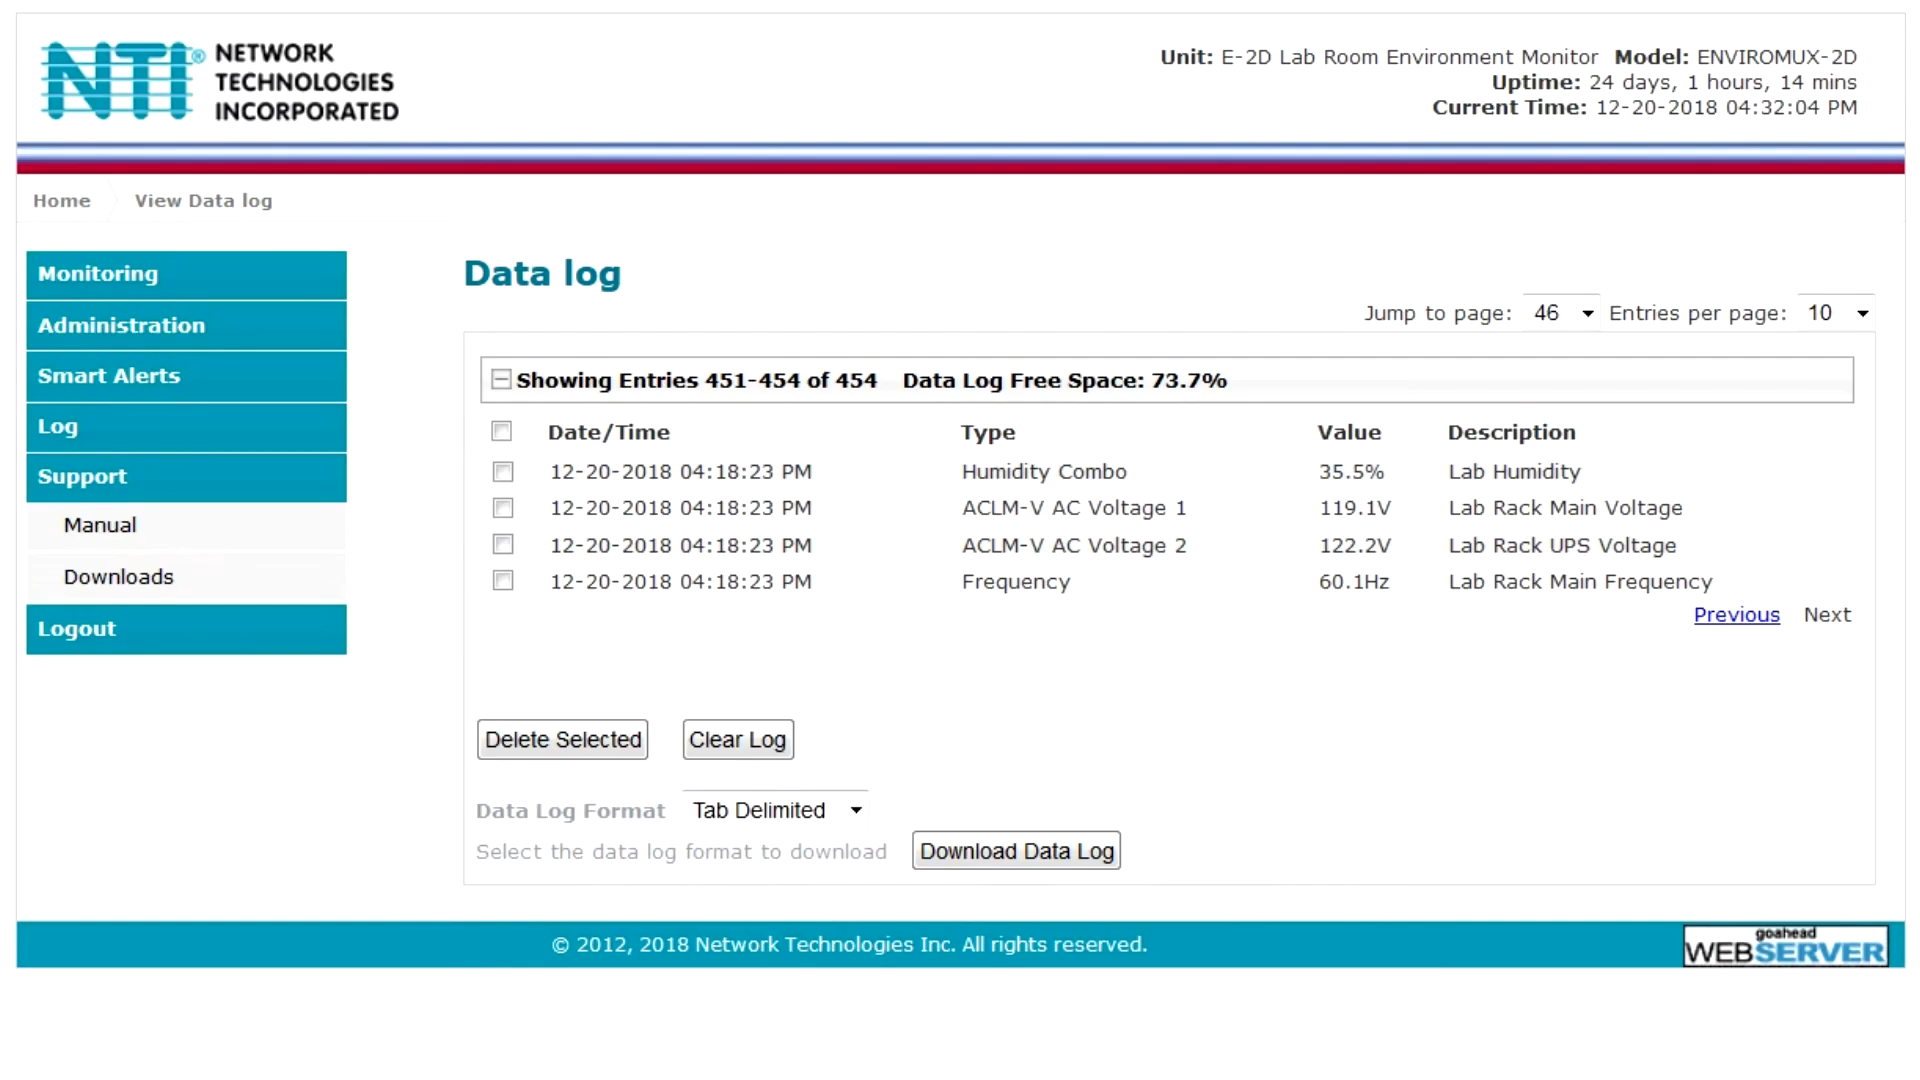 NTI® NETWORK
TECHNOLOGIES
INCORPORATED
Unit: E-2D Lab Room Environment Monitor Model: ENVIROMUX-2D
Uptime: 24 days, 1 hours, 14 mins
Current Time: 12-20-2018 04:32:04 PM
Home View Data log
Monitoring
Administration
Smart Alerts
Log
Support
Manual
Downloads
Logout
Data log
Jump to page: 46 Entries per page: 10
Showing Entries 451-454 of 454 Data Log Free Space: 73.7%
Date/Time Type Value Description
12-20-2018 04:18:23 PM Humidity Combo 35.5% Lab Humidity
12-20-2018 04:18:23 PM ACLM-V AC Voltage 1 119.1V Lab Rack Main Voltage
12-20-2018 04:18:23 PM ACLM-V AC Voltage 2 122.2V Lab Rack UPS Voltage
12-20-2018 04:18:23 PM Frequency 60.1Hz Lab Rack Main Frequency
Previous Next
Delete Selected Clear Log
Data Log Format Tab Delimited
Select the data log format to download Download Data Log
© 2012, 2018 Network Technologies Inc. All rights reserved.
goahead
WEBSERVER